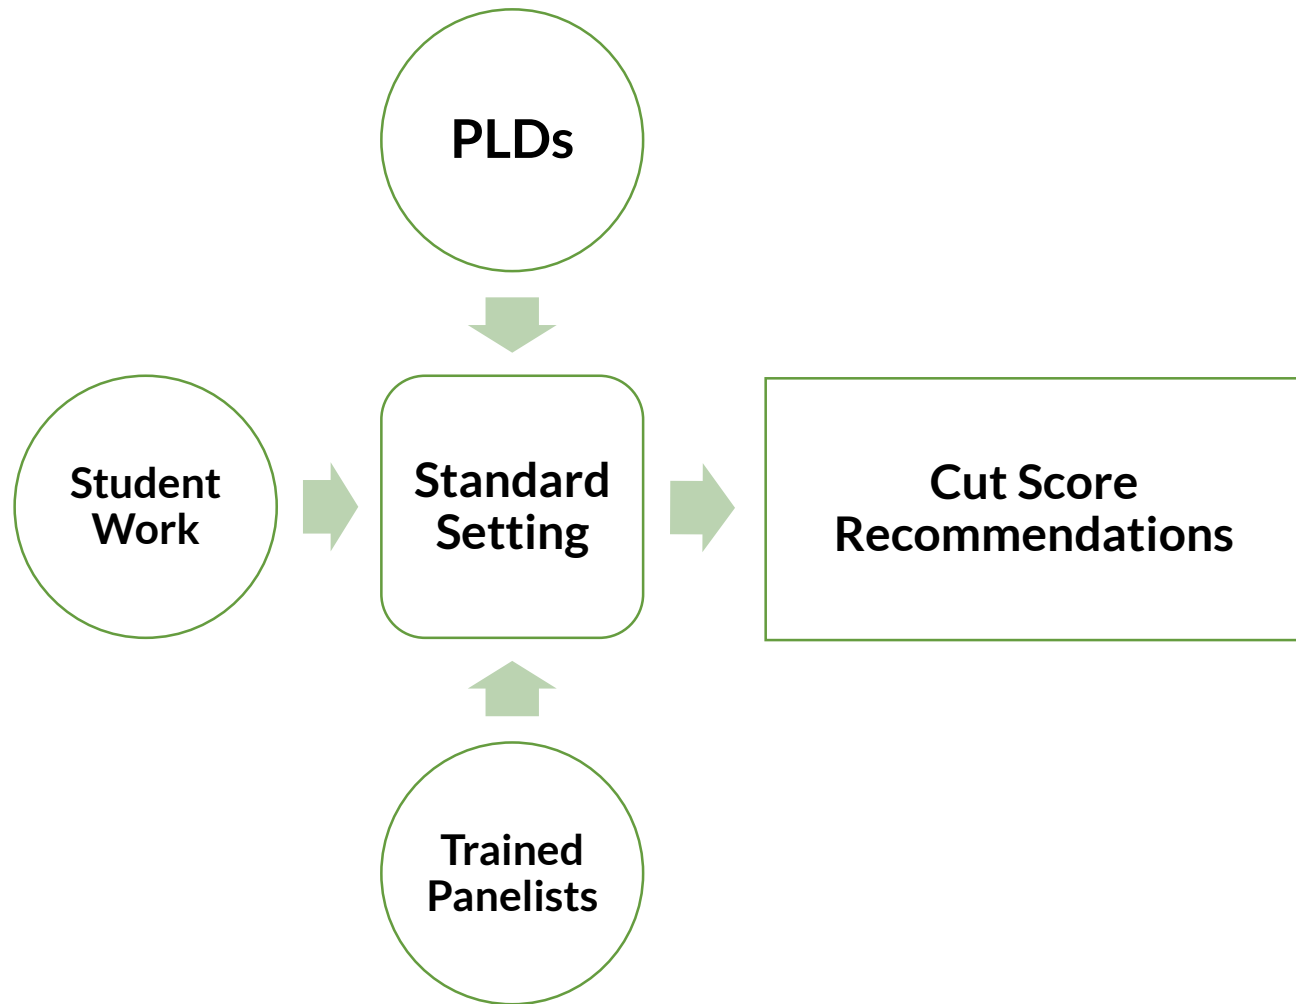 PLDs
Student
Work
Standard
Setting
Cut Score
Recommendations
Trained
Panelists